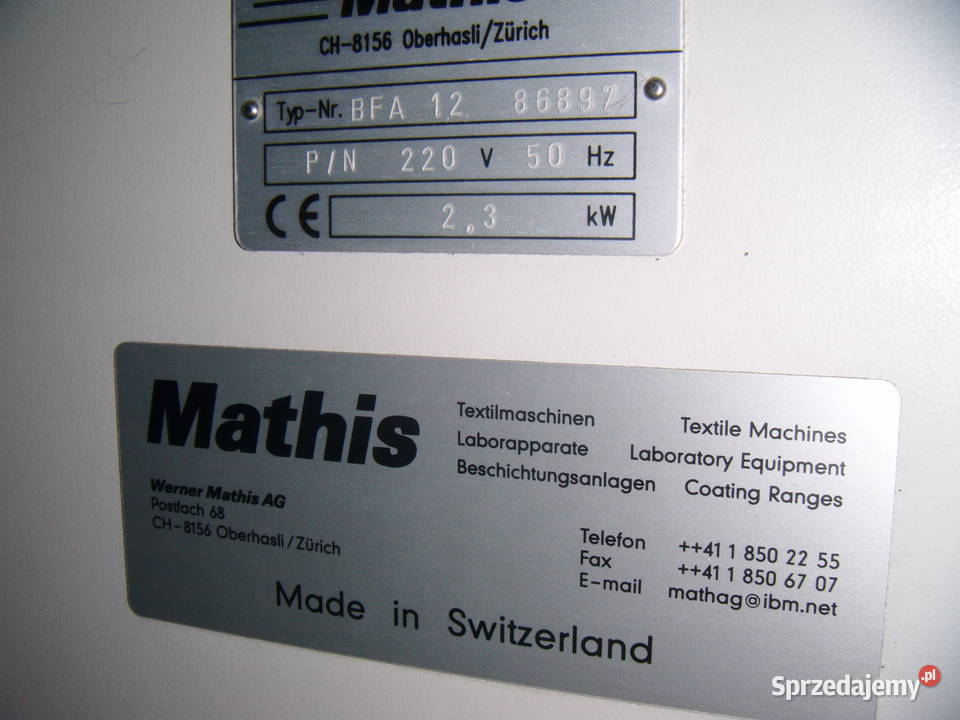 Mathis
CH-8156 Oberhasli/Zürich
Typ-Nr. BFA 12 86897
P/N 220 V 50 Hz
CE 2,3 kW
Mathis
Textilmaschinen Textile Machines
Laborapparate Laboratory Equipment
Beschichtungsanlagen Coating Ranges
Werner Mathis AG
Postfach 68
CH-8156 Oberhasli/Zürich
Telefon ++41 1 850 22 55
Fax ++41 1 850 67 07
E-mail mathag@ibm.net
Made in Switzerland
Sprzedajemy.pl